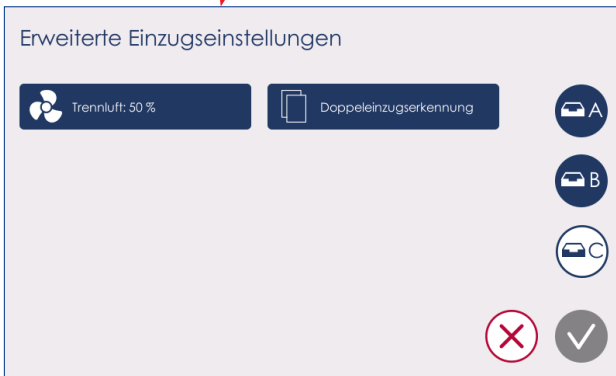 Erweiterte Einzugseinstellungen
Trennluft: 50 %
Doppeleinzugserkennung
A
B
C